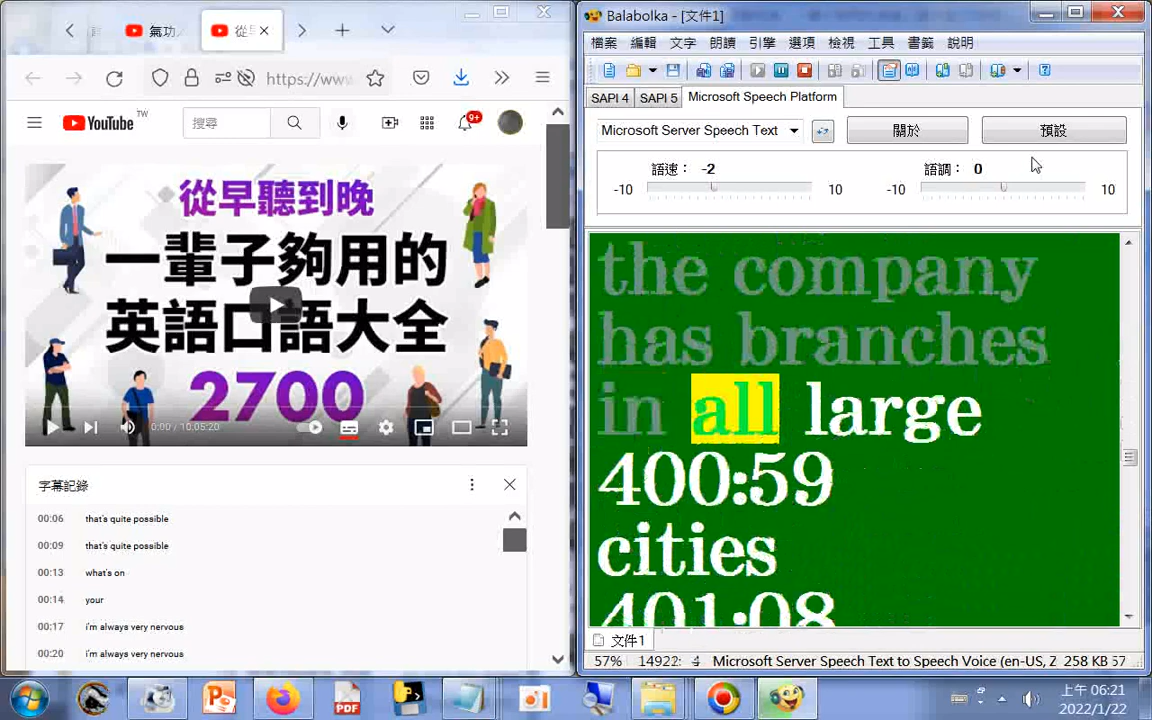 氣功
從
https://www
YouTube TW
搜尋
9+
從早聽到晚
一輩子夠用的
英語口語大全
2700
0:00 / 10:05:20
字幕記錄
00:06 that's quite possible
00:09 that's quite possible
00:13 what's on
00:14 your
00:17 i'm always very nervous
00:20 i'm always very nervous
Balabolka - [文件1]
檔案 編輯 文字 朗讀 引擎 選項 檢視 工具 書籤 說明
SAPI 4 SAPI 5 Microsoft Speech Platform
Microsoft Server Speech Text 關於 預設
語速： -2 語調： 0
-10 10 -10 10
the company
has branches
in all large
400:59
cities
401:08
文件1
57% 14922: 4 Microsoft Server Speech Text to Speech Voice (en-US, Z 258 KB 57
PDF
上午 06:21
2022/1/22